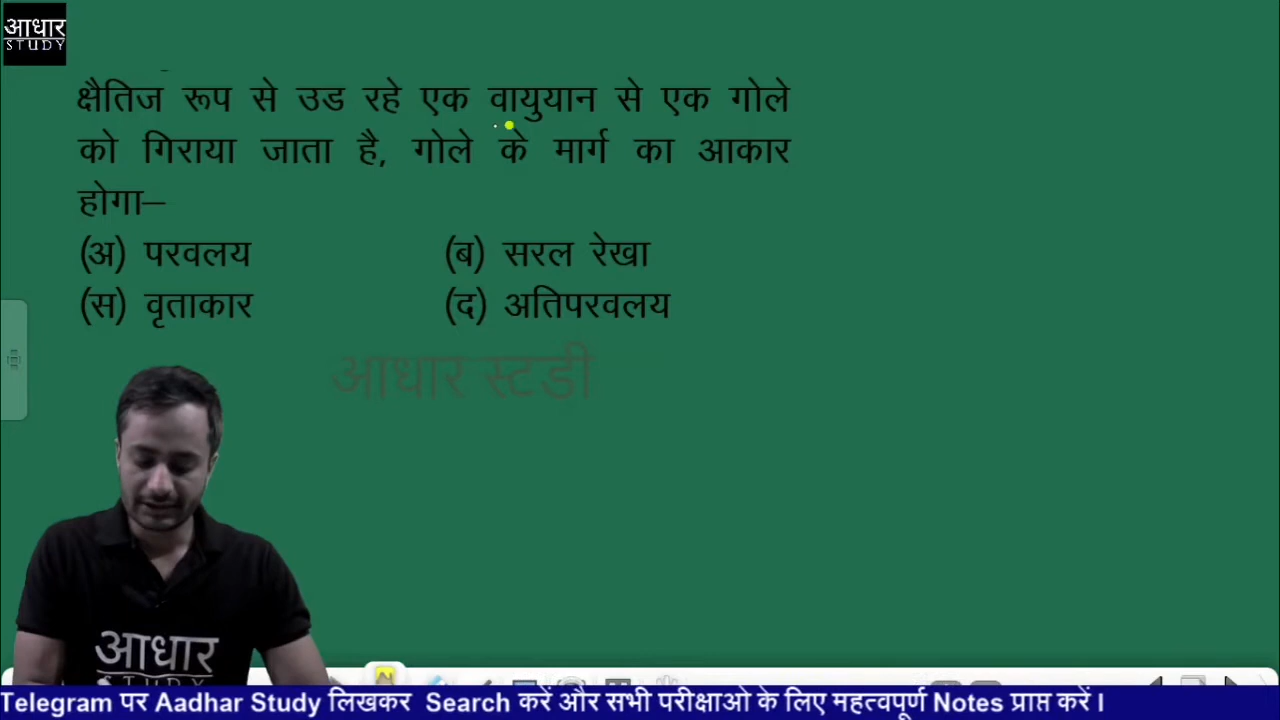 आधार
STUDY
क्षैतिज रूप से उड रहे एक वायुयान से एक गोले
को गिराया जाता है, गोले के मार्ग का आकार
होगा–
(अ) परवलय (ब) सरल रेखा
(स) वृताकार (द) अतिपरवलय
आधार स्टडी
आधार
Telegram पर Aadhar Study लिखकर Search करें और सभी परीक्षाओ के लिए महत्वपूर्ण Notes प्राप्त करें I